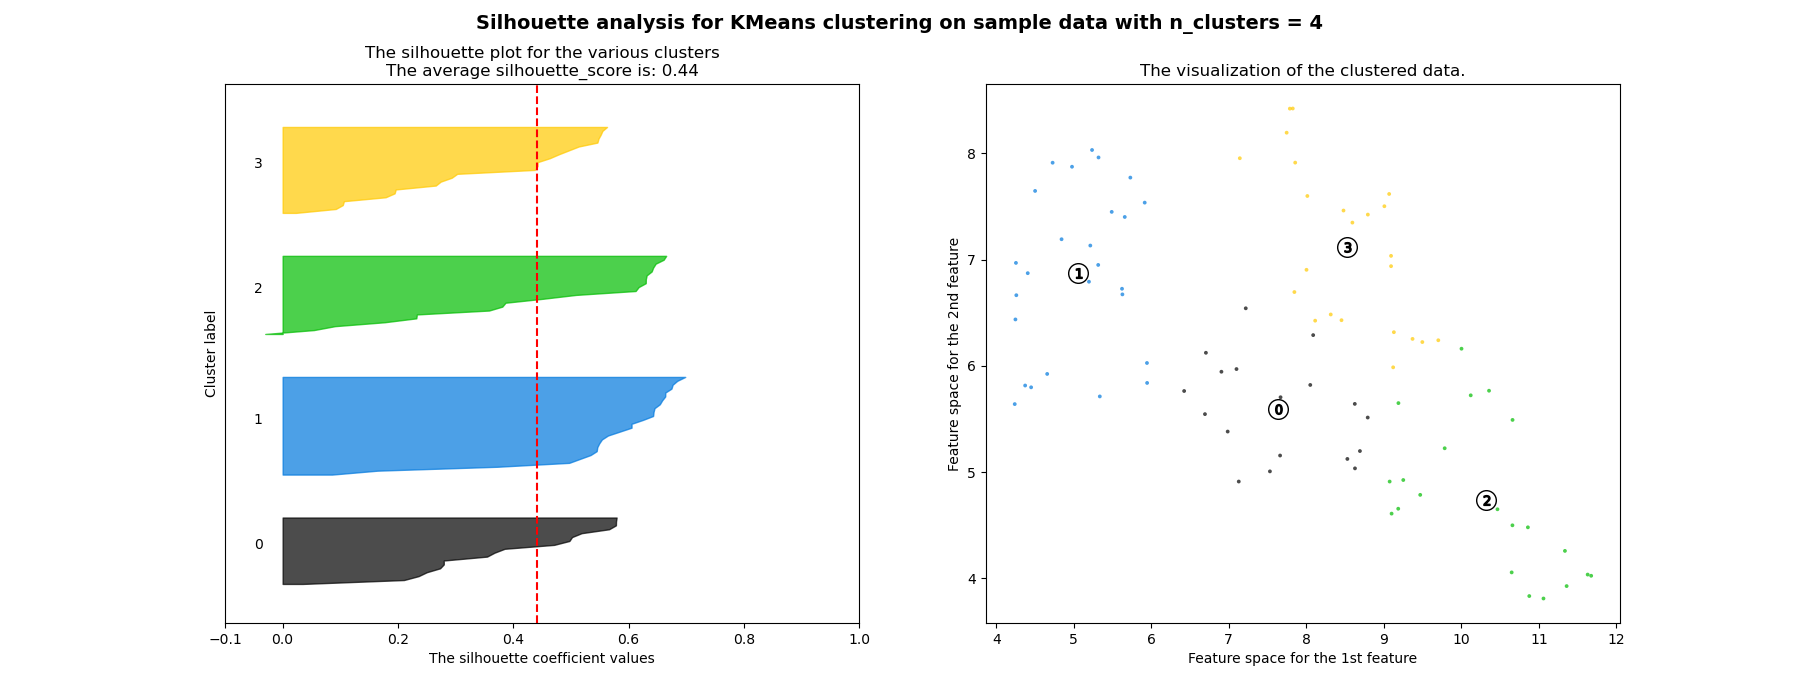 Silhouette analysis for KMeans clustering on sample data with n_clusters = 4
The silhouette plot for the various clusters
The average silhouette_score is: 0.44
3
2
1
0
Cluster label
−0.1 0.0 0.2 0.4 0.6 0.8 1.0
The silhouette coefficient values
The visualization of the clustered data.
8
7
6
5
4
Feature space for the 2nd feature
3
1
0
2
4 5 6 7 8 9 10 11 12
Feature space for the 1st feature